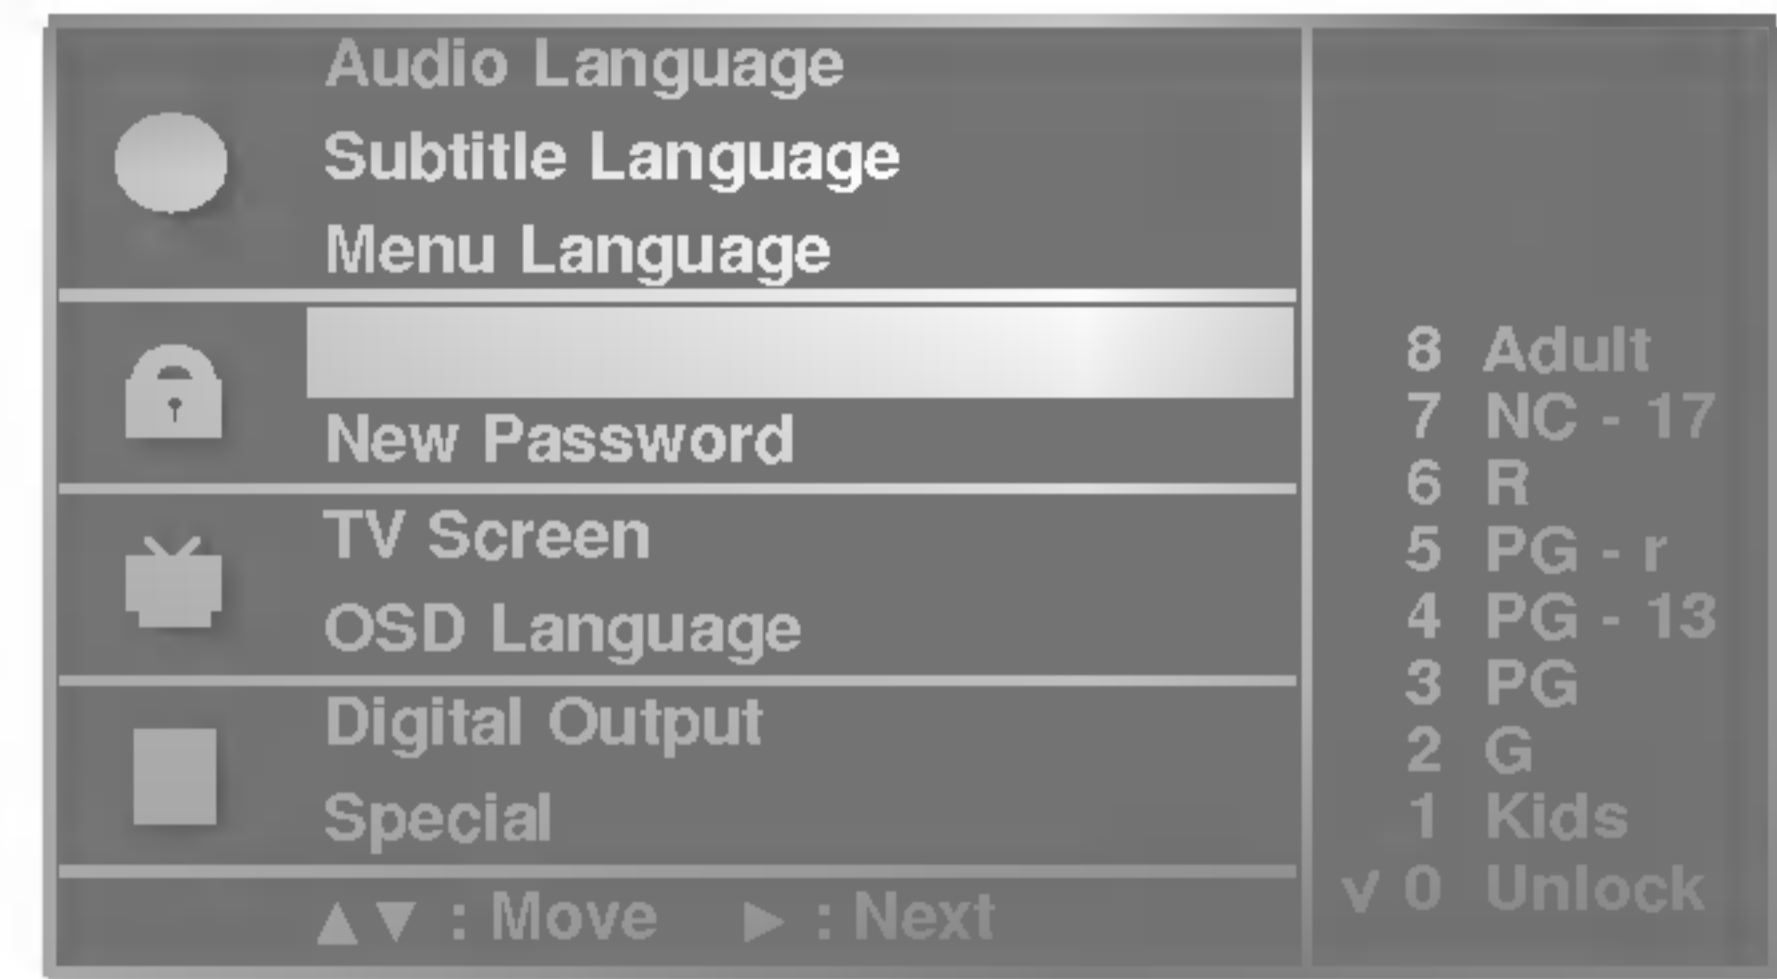 Audio Language
Subtitle Language
Menu Language
New Password
TV Screen
OSD Language
Digital Output
Special
▲▼ : Move ► : Next
8 Adult
7 NC - 17
6 R
5 PG - r
4 PG - 13
3 PG
2 G
1 Kids
v 0 Unlock